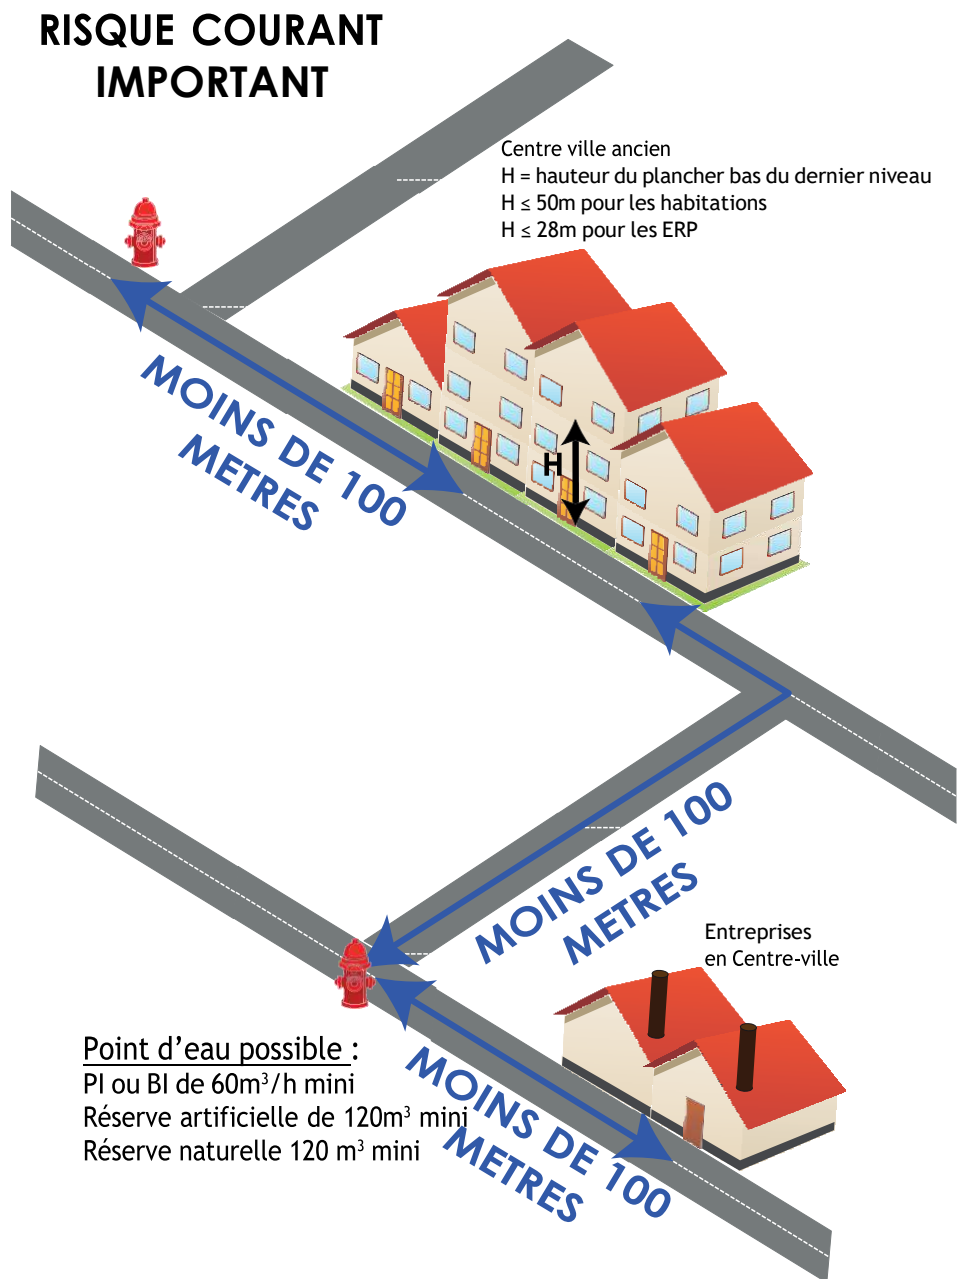 RISQUE COURANT
IMPORTANT
Centre ville ancien
H = hauteur du plancher bas du dernier niveau
H ≤ 50m pour les habitations
H ≤ 28m pour les ERP
MOINS DE 100
METRES
H
MOINS DE 100
METRES
Entreprises
en Centre-ville
Point d’eau possible :
PI ou BI de 60m³/h mini
Réserve artificielle de 120m³ mini
Réserve naturelle 120 m³ mini
MOINS DE 100
METRES